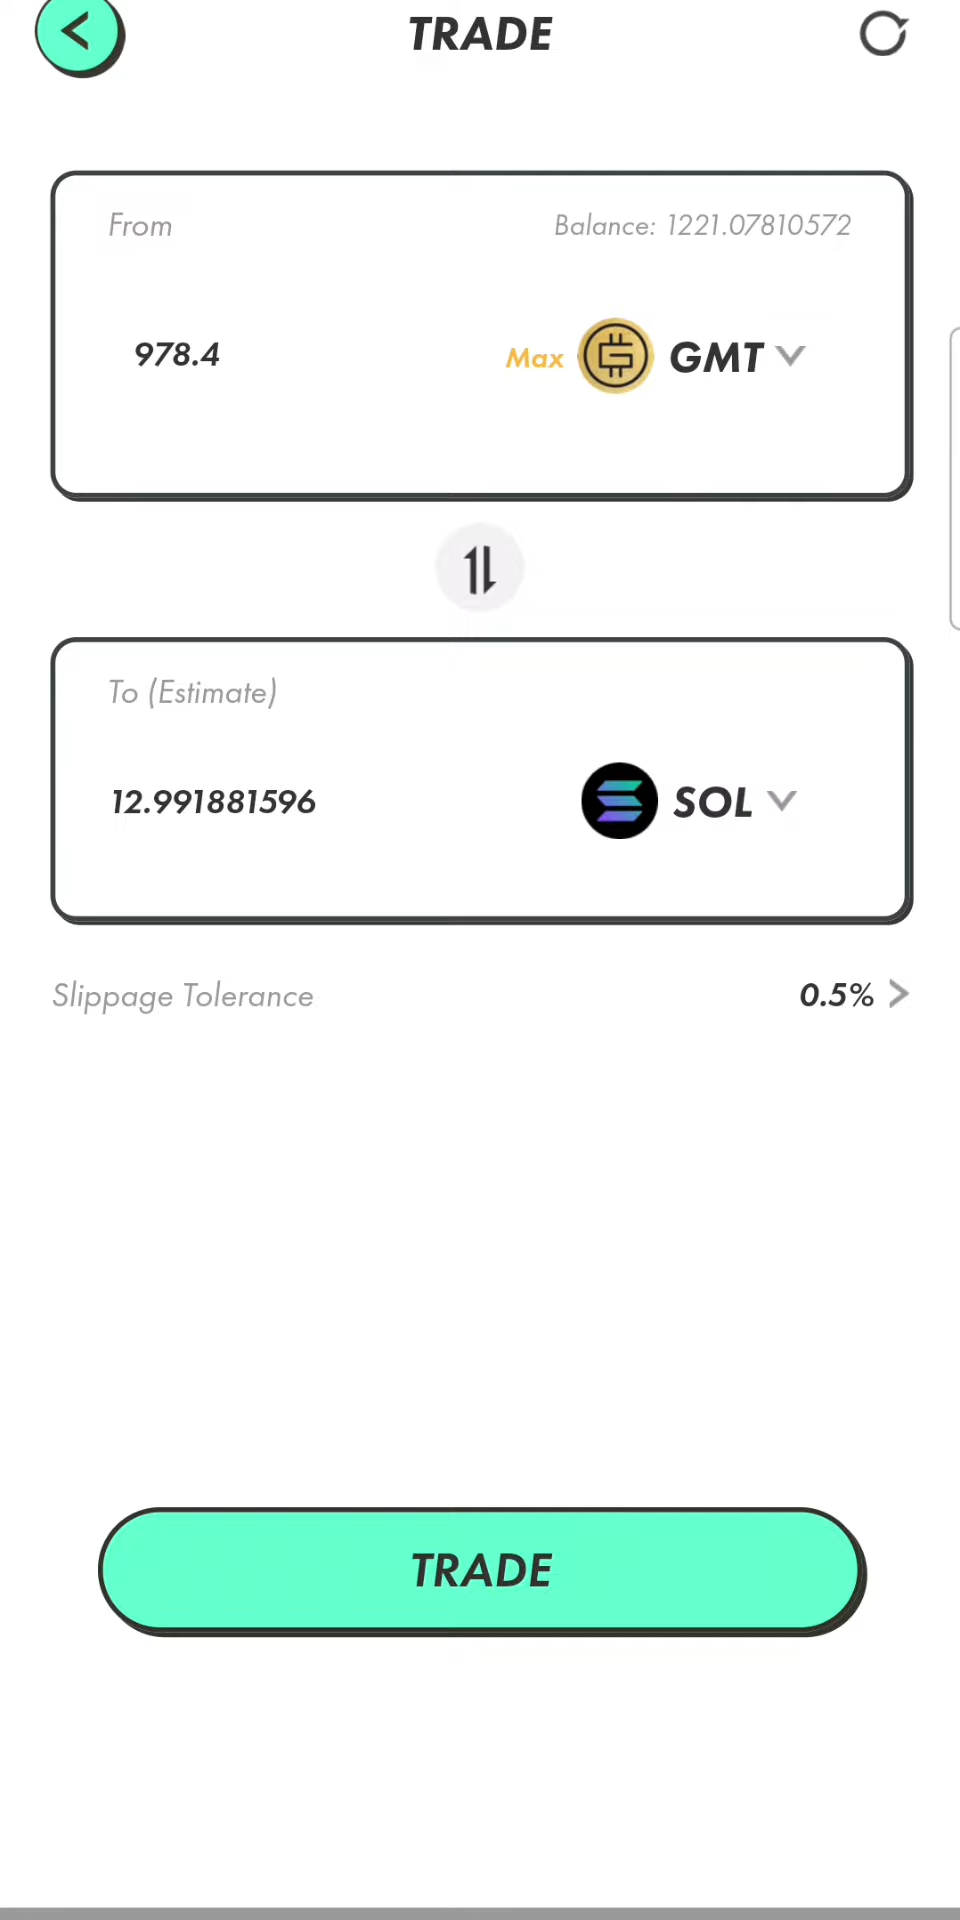 TRADE
From
Balance: 1221.07810572
978.4
Max
GMT
To (Estimate)
12.991881596
SOL
Slippage Tolerance
0.5%
TRADE